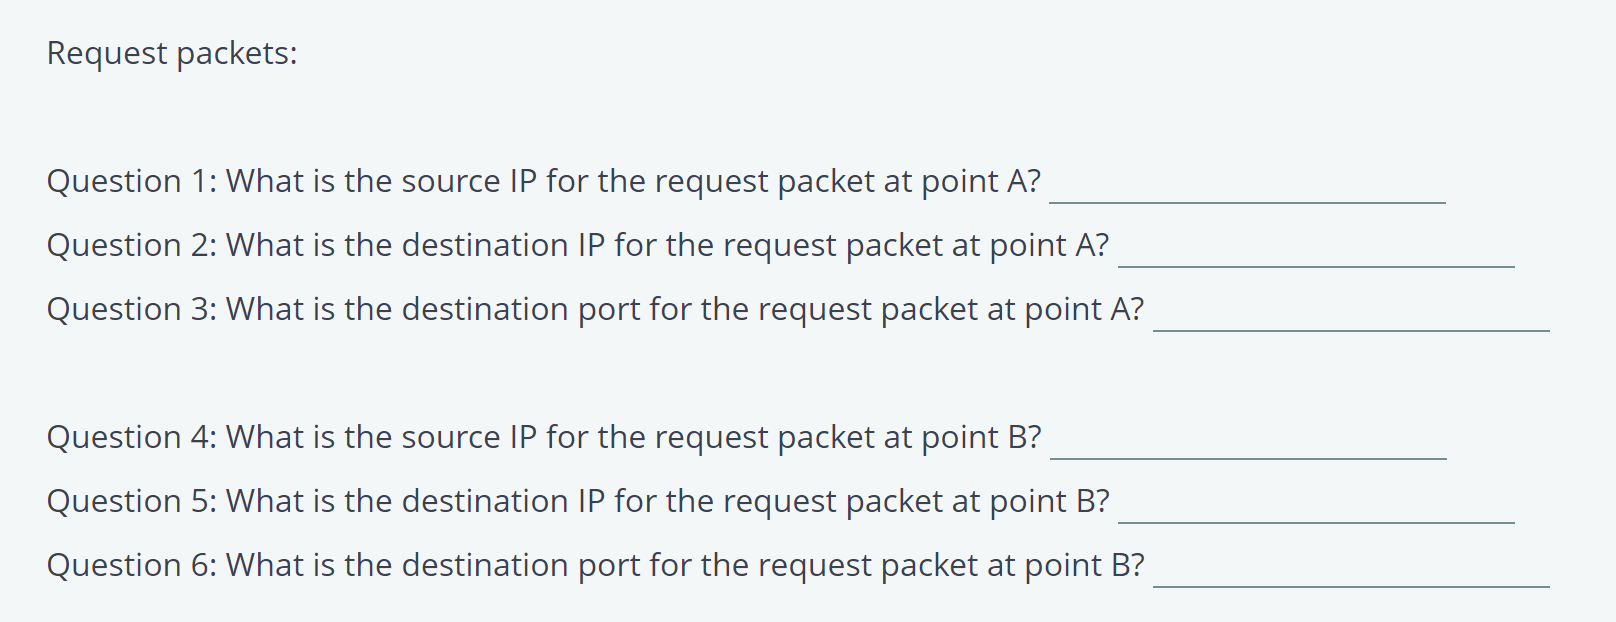 Request packets:
Question 1: What is the source IP for the request packet at point A?
Question 2: What is the destination IP for the request packet at point A?
Question 3: What is the destination port for the request packet at point A?
Question 4: What is the source IP for the request packet at point B?
Question 5: What is the destination IP for the request packet at point B?
Question 6: What is the destination port for the request packet at point B?